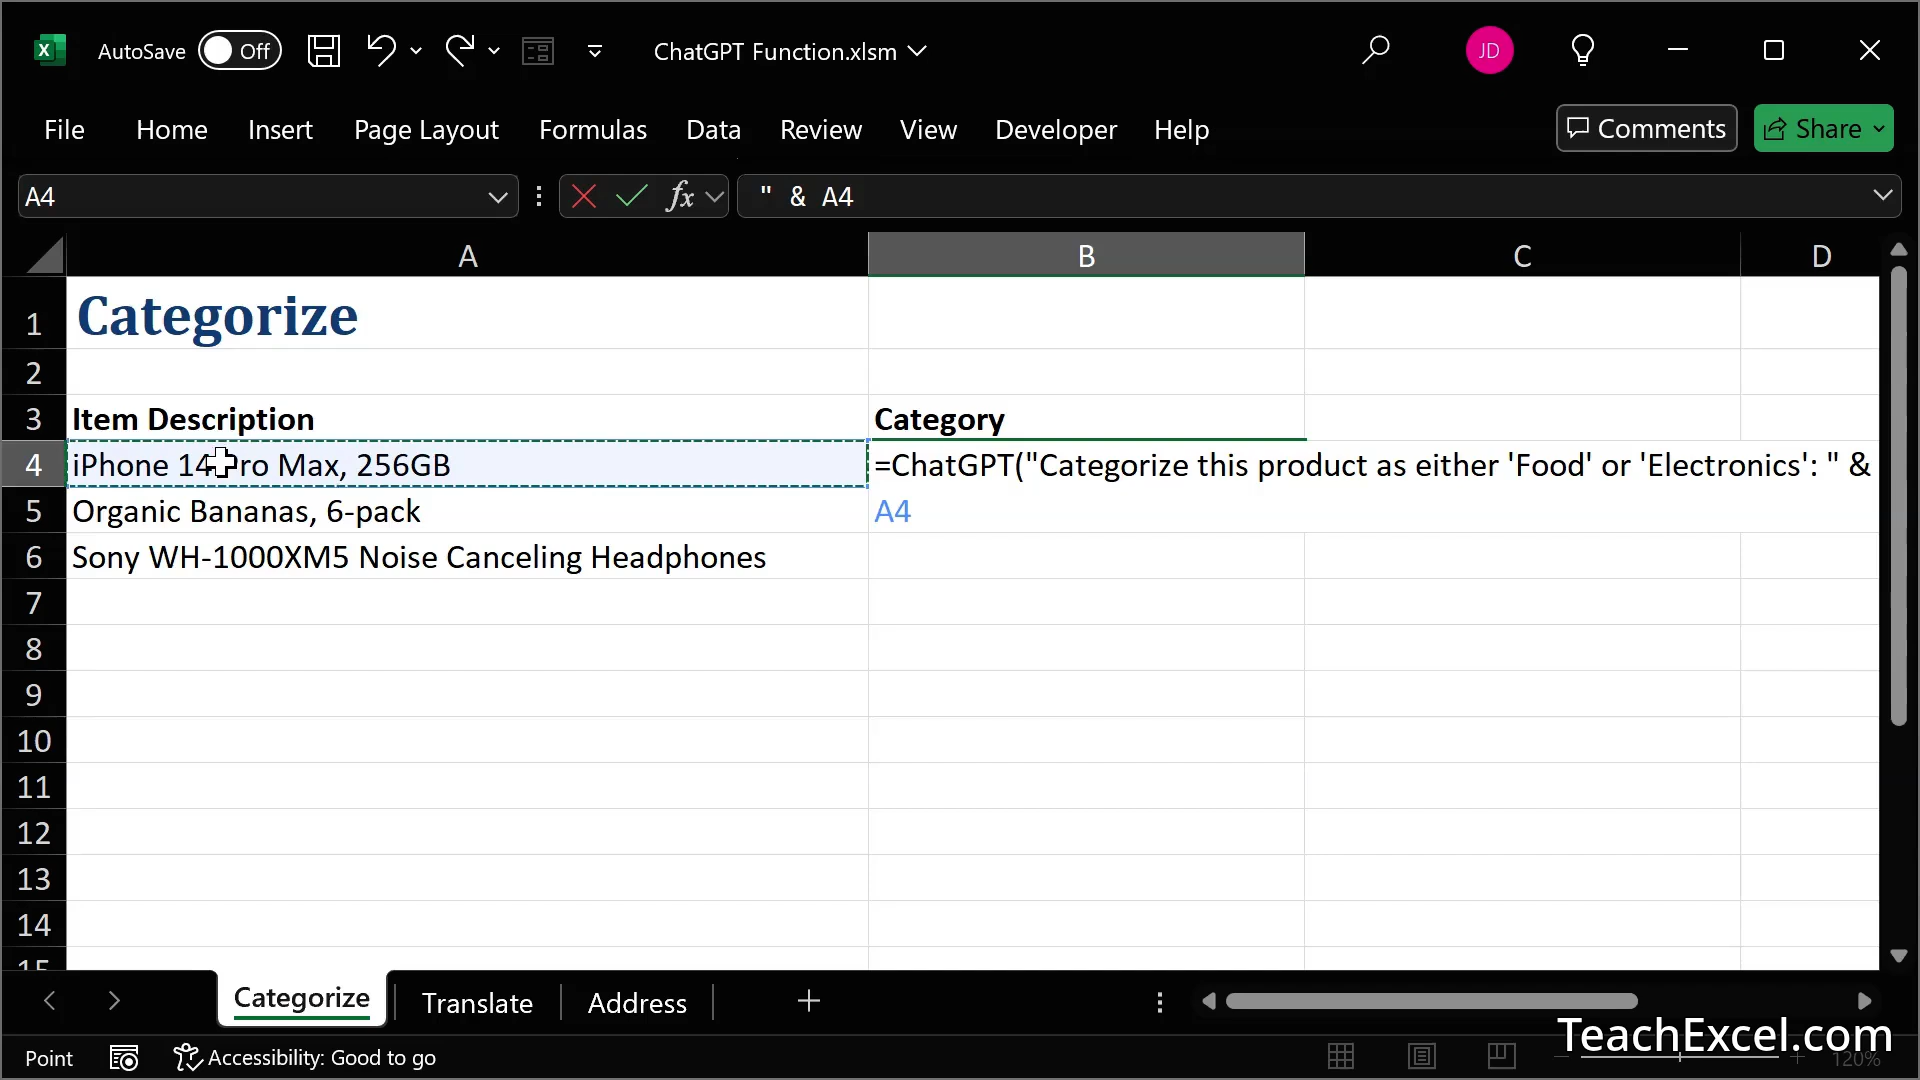 AutoSave Off ChatGPT Function.xlsm JD
File Home Insert Page Layout Formulas Data Review View Developer Help Comments Share
A4 fx " & A4
A B C D
1 Categorize
2
3 Item Description Category
4 iPhone 14 Pro Max, 256GB =ChatGPT("Categorize this product as either 'Food' or 'Electronics': " &
5 Organic Bananas, 6-pack A4
6 Sony WH-1000XM5 Noise Canceling Headphones
7
8
9
10
11
12
13
14
15
Categorize Translate Address
TeachExcel.com
Point Accessibility: Good to go 120%